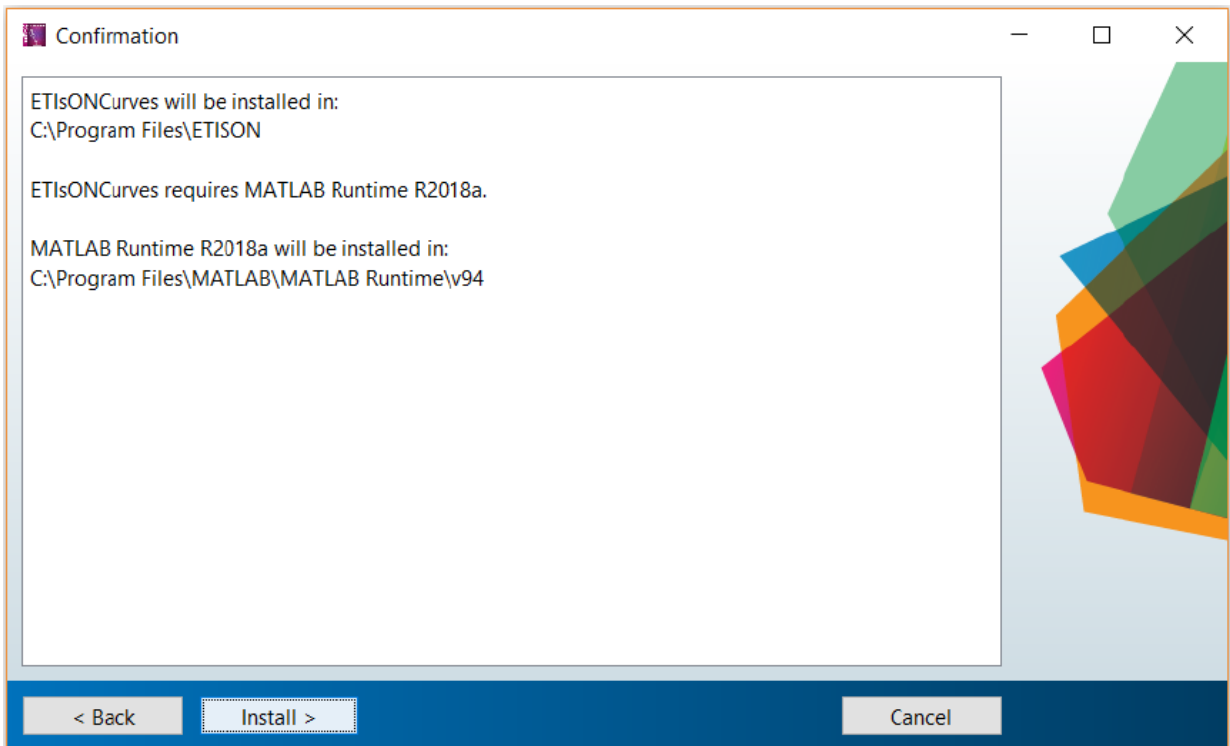 Confirmation
ETIsONCurves will be installed in:
C:\Program Files\ETISON
ETIsONCurves requires MATLAB Runtime R2018a.
MATLAB Runtime R2018a will be installed in:
C:\Program Files\MATLAB\MATLAB Runtime\v94
< Back
Install >
Cancel